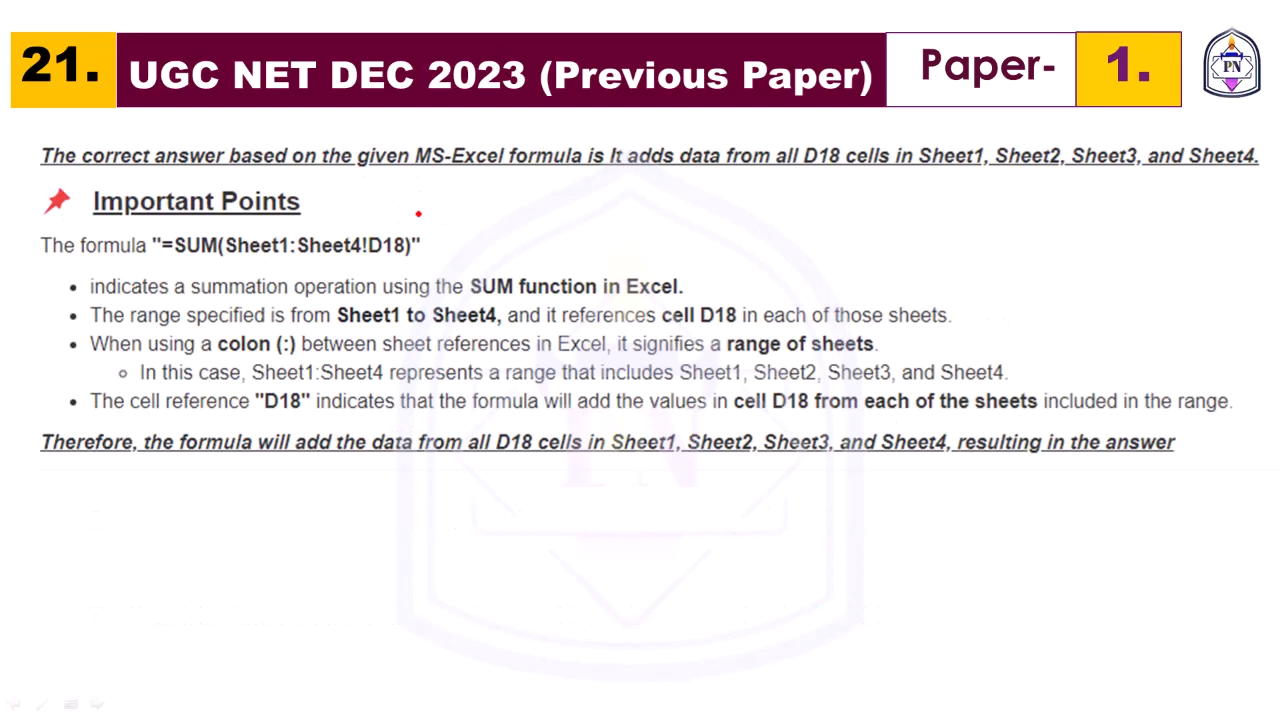 21. UGC NET DEC 2023 (Previous Paper) Paper- 1. PN
The correct answer based on the given MS-Excel formula is It adds data from all D18 cells in Sheet1, Sheet2, Sheet3, and Sheet4.
Important Points
The formula "=SUM(Sheet1:Sheet4!D18)"
• indicates a summation operation using the SUM function in Excel.
• The range specified is from Sheet1 to Sheet4, and it references cell D18 in each of those sheets.
• When using a colon (:) between sheet references in Excel, it signifies a range of sheets.
○ In this case, Sheet1:Sheet4 represents a range that includes Sheet1, Sheet2, Sheet3, and Sheet4.
• The cell reference "D18" indicates that the formula will add the values in cell D18 from each of the sheets included in the range.
Therefore, the formula will add the data from all D18 cells in Sheet1, Sheet2, Sheet3, and Sheet4, resulting in the answer
PN